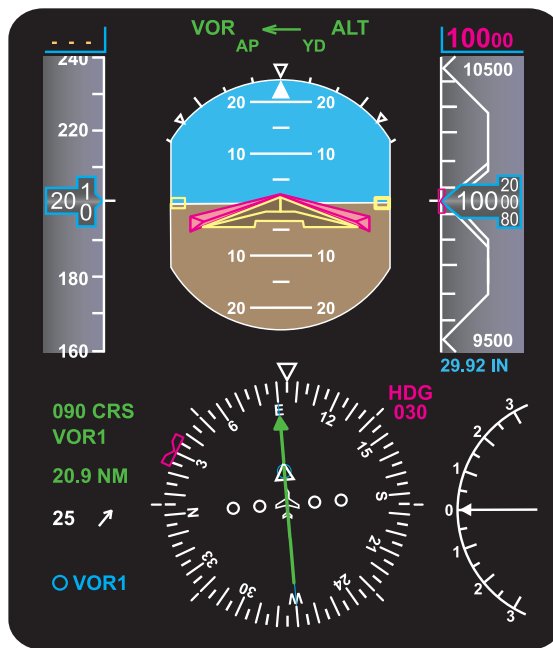 VOR ← ALT
AP YD
- - -
240
220
20 1
0
180
160
20 20
10 10
10 10
20 20
10000
10500
20
100 00
80
9500
29.92 IN
090 CRS
VOR1
20.9 NM
25 ↗
VOR1
HDG
030
E
12
15
S
21
24
W
30
33
N
3
6
3
2
1
0
1
2
3